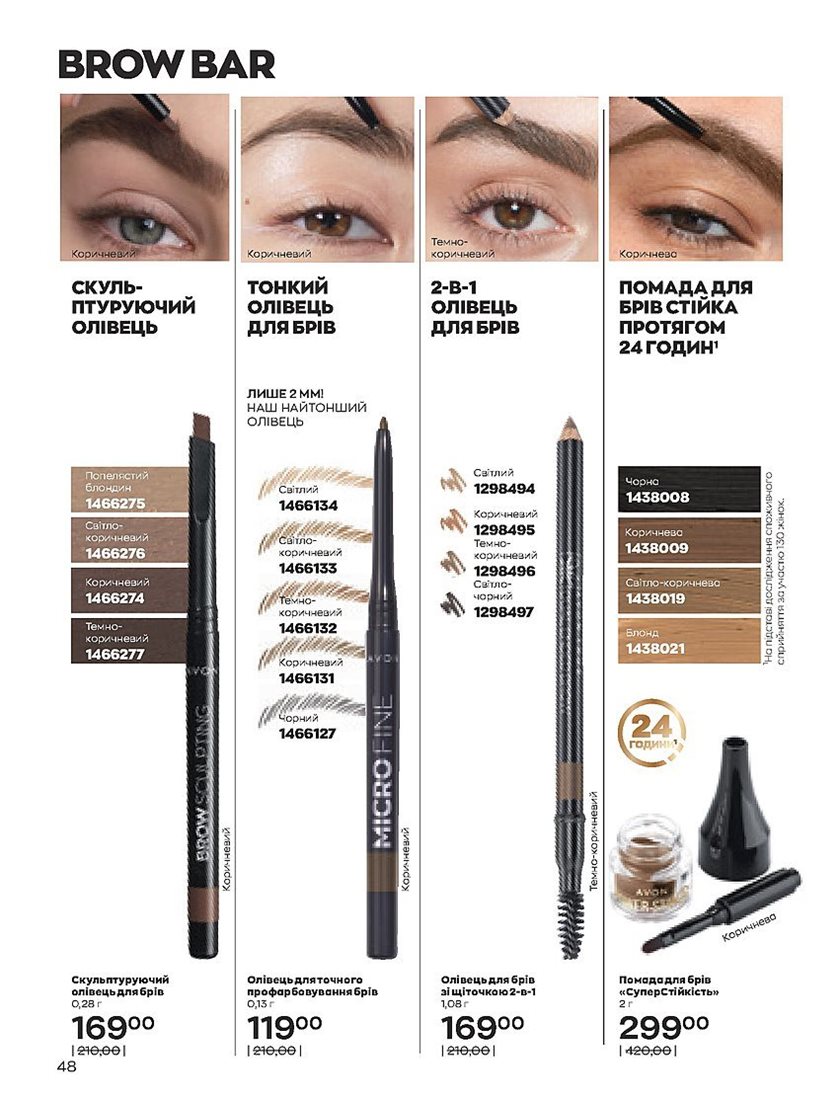 BROW BAR
Коричневий
СКУЛЬ-
ПТУРУЮЧИЙ
ОЛІВЕЦЬ
Попелястий
блондин
1466275
Світло-
коричневий
1466276
Коричневий
1466274
Темно-
коричневий
1466277
AVON
BROW SCULPTING
Коричневий
Скульптуруючий
олівець для брів
0,28 г
16900
| 210,00 |
Коричневий
ТОНКИЙ
ОЛІВЕЦЬ
ДЛЯ БРІВ
ЛИШЕ 2 ММ!
НАШ НАЙТОНШИЙ
ОЛІВЕЦЬ
Світлий
1466134
Світло-
коричневий
1466133
Темно-
коричневий
1466132
Коричневий
1466131
Чорний
1466127
AVON
MICRO FINE
Коричневий
Олівець для точного
профарбовування брів
0,13 г
11900
| 210,00 |
Темно-
коричневий
2-В-1
ОЛІВЕЦЬ
ДЛЯ БРІВ
Світлий
1298494
Коричневий
1298495
Темно-
коричневий
1298496
Світло-
чорний
1298497
Темно-коричневий
Олівець для брів
зі щіточкою 2-в-1
1,08 г
16900
| 210,00 |
Коричнева
ПОМАДА ДЛЯ
БРІВ СТІЙКА
ПРОТЯГОМ
24 ГОДИН¹
Чорна
1438008
Коричнева
1438009
Світло-коричнева
1438019
Блонд
1438021
¹На підставі дослідження споживчого
сприйняття за участю 130 жінок.
24
ГОДИНИ¹
AVON
Коричнева
Помада для брів
«СуперСтійкість»
2 г
29900
| 420,00 |
48